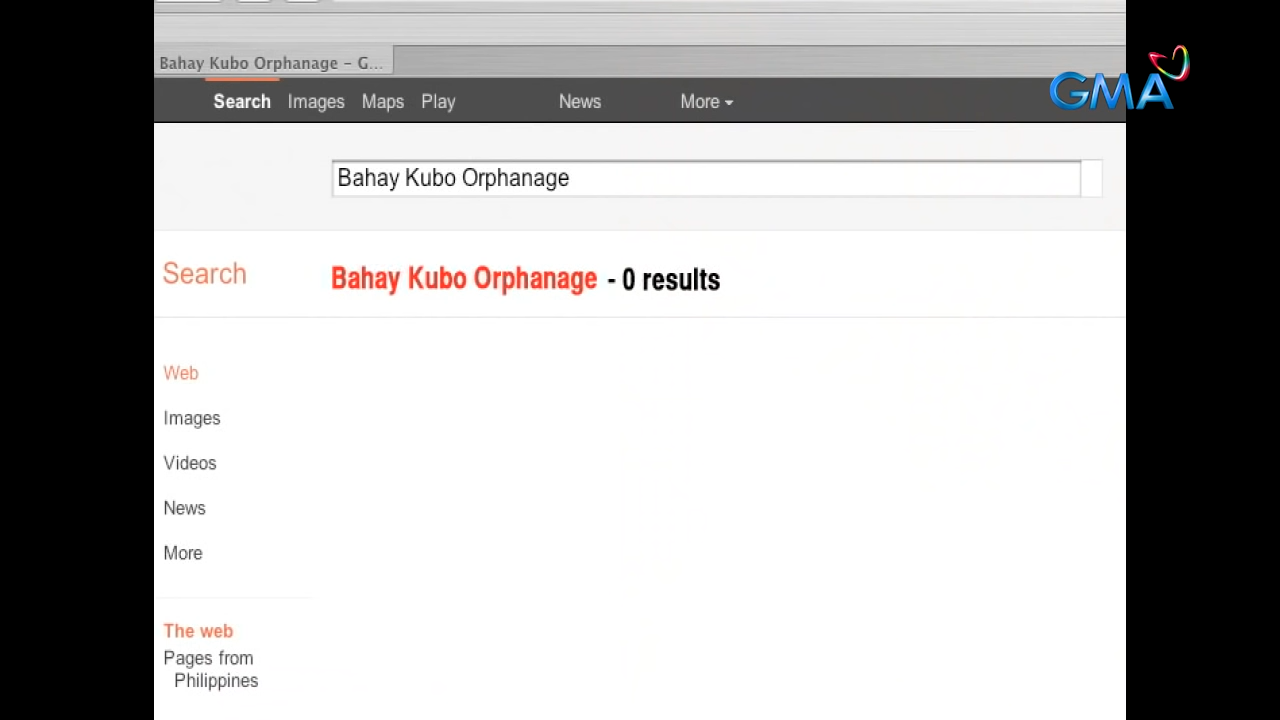 Bahay Kubo Orphanage - G...
GMA
Search Images Maps Play News More
Bahay Kubo Orphanage
Search
Bahay Kubo Orphanage - 0 results
Web
Images
Videos
News
More
The web
Pages from
Philippines